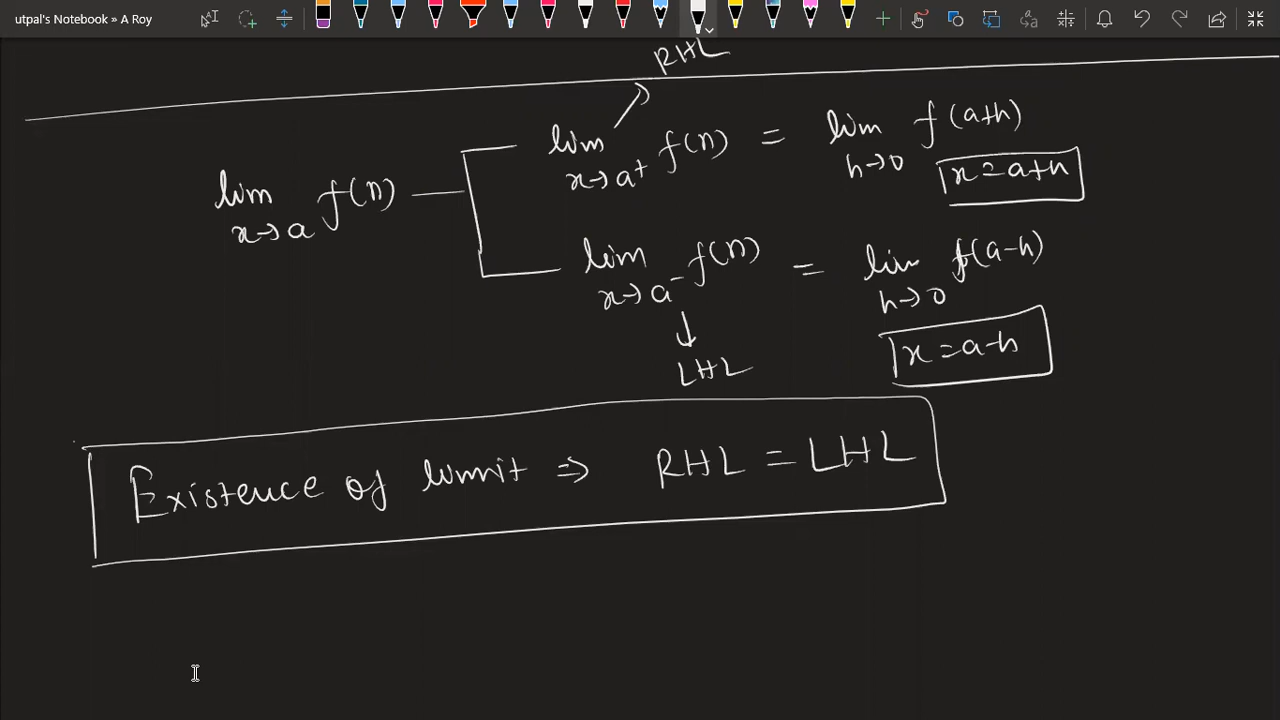 utpal's Notebook » A Roy
RHL
lim x→a f(x)
lim x→a⁺ f(x) = lim h→0 f(a+h)
x = a+h
lim x→a⁻ f(x) = lim h→0 f(a-h)
x = a-h
LHL
Existence of limit ⇒ RHL = LHL